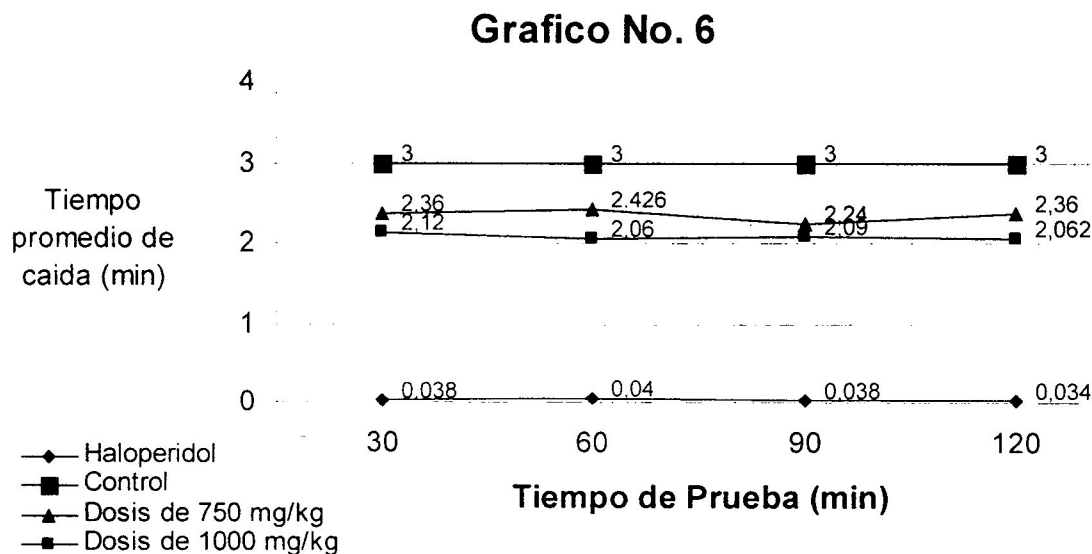 Grafico No. 6
4
3
2
1
0
Tiempo
promedio de
caida (min)
3 3 3 3
2,36 2.426 2,24 2,36
2,12 2,06 2,09 2,062
0,038 0,04 0,038 0,034
30 60 90 120
Tiempo de Prueba (min)
Haloperidol
Control
Dosis de 750 mg/kg
Dosis de 1000 mg/kg